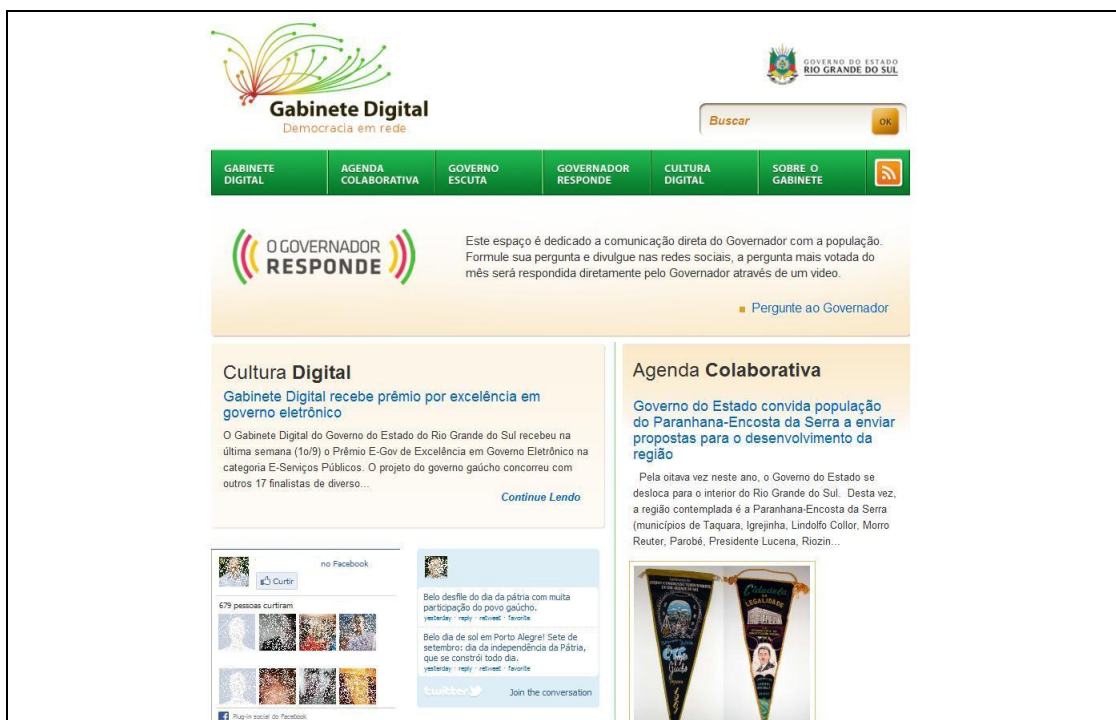 Gabinete Digital
Democracia em rede
GOVERNO DO ESTADO
RIO GRANDE DO SUL
Buscar
OK
GABINETE
DIGITAL
AGENDA
COLABORATIVA
GOVERNO
ESCUTA
GOVERNADOR
RESPONDE
CULTURA
DIGITAL
SOBRE O
GABINETE
O GOVERNADOR
RESPONDE
Este espaço é dedicado a comunicação direta do Governador com a população.
Formule sua pergunta e divulgue nas redes sociais, a pergunta mais votada do
mês será respondida diretamente pelo Governador através de um video.
Pergunte ao Governador
Cultura Digital
Gabinete Digital recebe prêmio por excelência em
governo eletrônico
O Gabinete Digital do Governo do Estado do Rio Grande do Sul recebeu na
última semana (1o/9) o Prêmio E-Gov de Excelência em Governo Eletrônico na
categoria E-Serviços Públicos. O projeto do governo gaúcho concorreu com
outros 17 finalistas de diverso...
Continue Lendo
Agenda Colaborativa
Governo do Estado convida população
do Paranhana-Encosta da Serra a enviar
propostas para o desenvolvimento da
região
Pela oitava vez neste ano, o Governo do Estado se
desloca para o interior do Rio Grande do Sul. Desta vez,
a região contemplada é a Paranhana-Encosta da Serra
(municípios de Taquara, Igrejinha, Lindolfo Collor, Morro
Reuter, Parobé, Presidente Lucena, Riozin...
no Facebook
Curtir
679 pessoas curtiram
Plug-in social do Facebook
Belo desfile do dia da pátria com muita
participação do povo gaúcho.
yesterday · reply · retweet · favorite
Belo dia de sol em Porto Alegre! Sete de
setembro: dia da independência da Pátria,
que se constrói todo dia.
yesterday · reply · retweet · favorite
twitter
Join the conversation
Cidadela
DA
LEGALIDADE